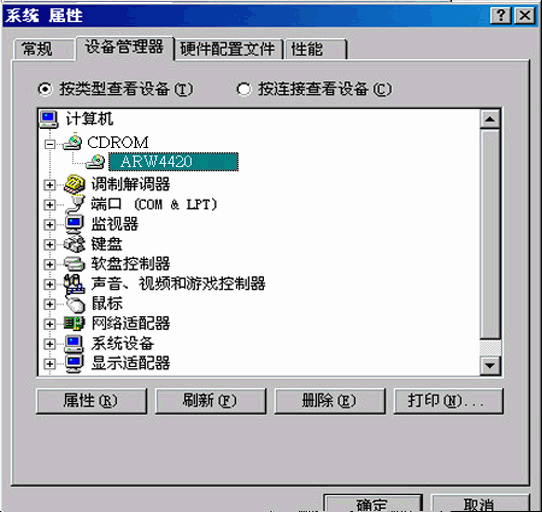 系统 属性
常规 设备管理器 硬件配置文件 性能
按类型查看设备(T) 按连接查看设备(C)
计算机
CDROM
ARW4420
调制解调器
端口 (COM & LPT)
监视器
键盘
软盘控制器
声音、视频和游戏控制器
鼠标
网络适配器
系统设备
显示适配器
属性(R) 刷新(F) 删除(E) 打印(N)...
确定 取消